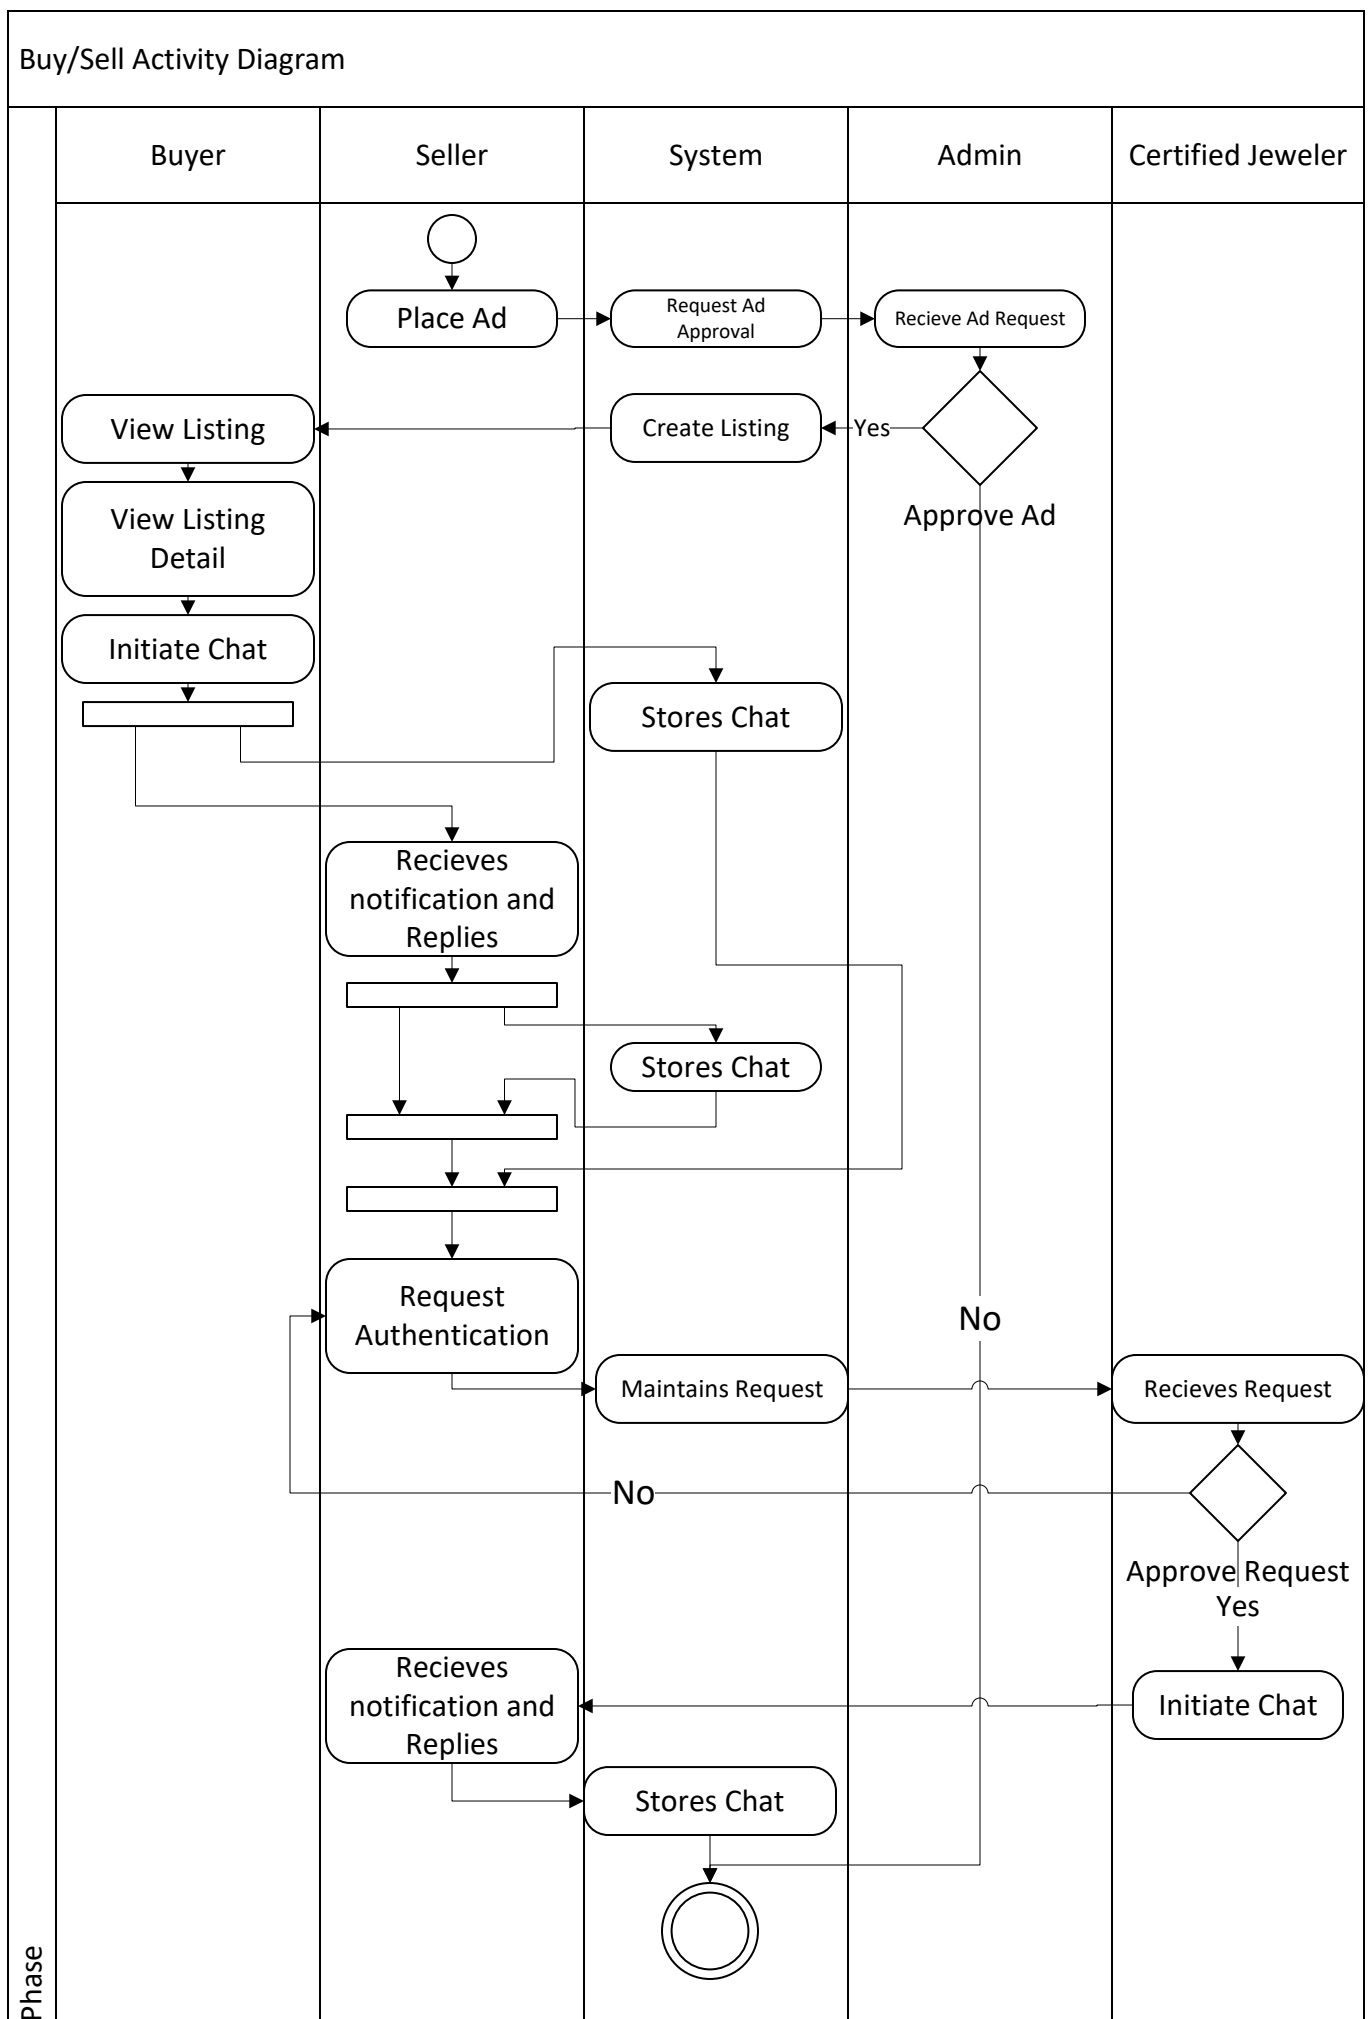 Buy/Sell Activity Diagram
Buyer
Seller
System
Admin
Certified Jeweler
Place Ad
Request Ad
Approval
Recieve Ad Request
View Listing
Create Listing
Yes
View Listing
Detail
Approve Ad
Initiate Chat
Stores Chat
Recieves
notification and
Replies
Stores Chat
Request
Authentication
No
Maintains Request
Recieves Request
No
Approve Request
Yes
Recieves
notification and
Replies
Initiate Chat
Stores Chat
Phase